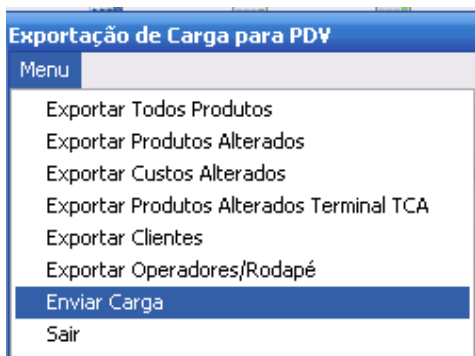 Exportação de Carga para PDV
Menu
Exportar Todos Produtos
Exportar Produtos Alterados
Exportar Custos Alterados
Exportar Produtos Alterados Terminal TCA
Exportar Clientes
Exportar Operadores/Rodapé
Enviar Carga
Sair